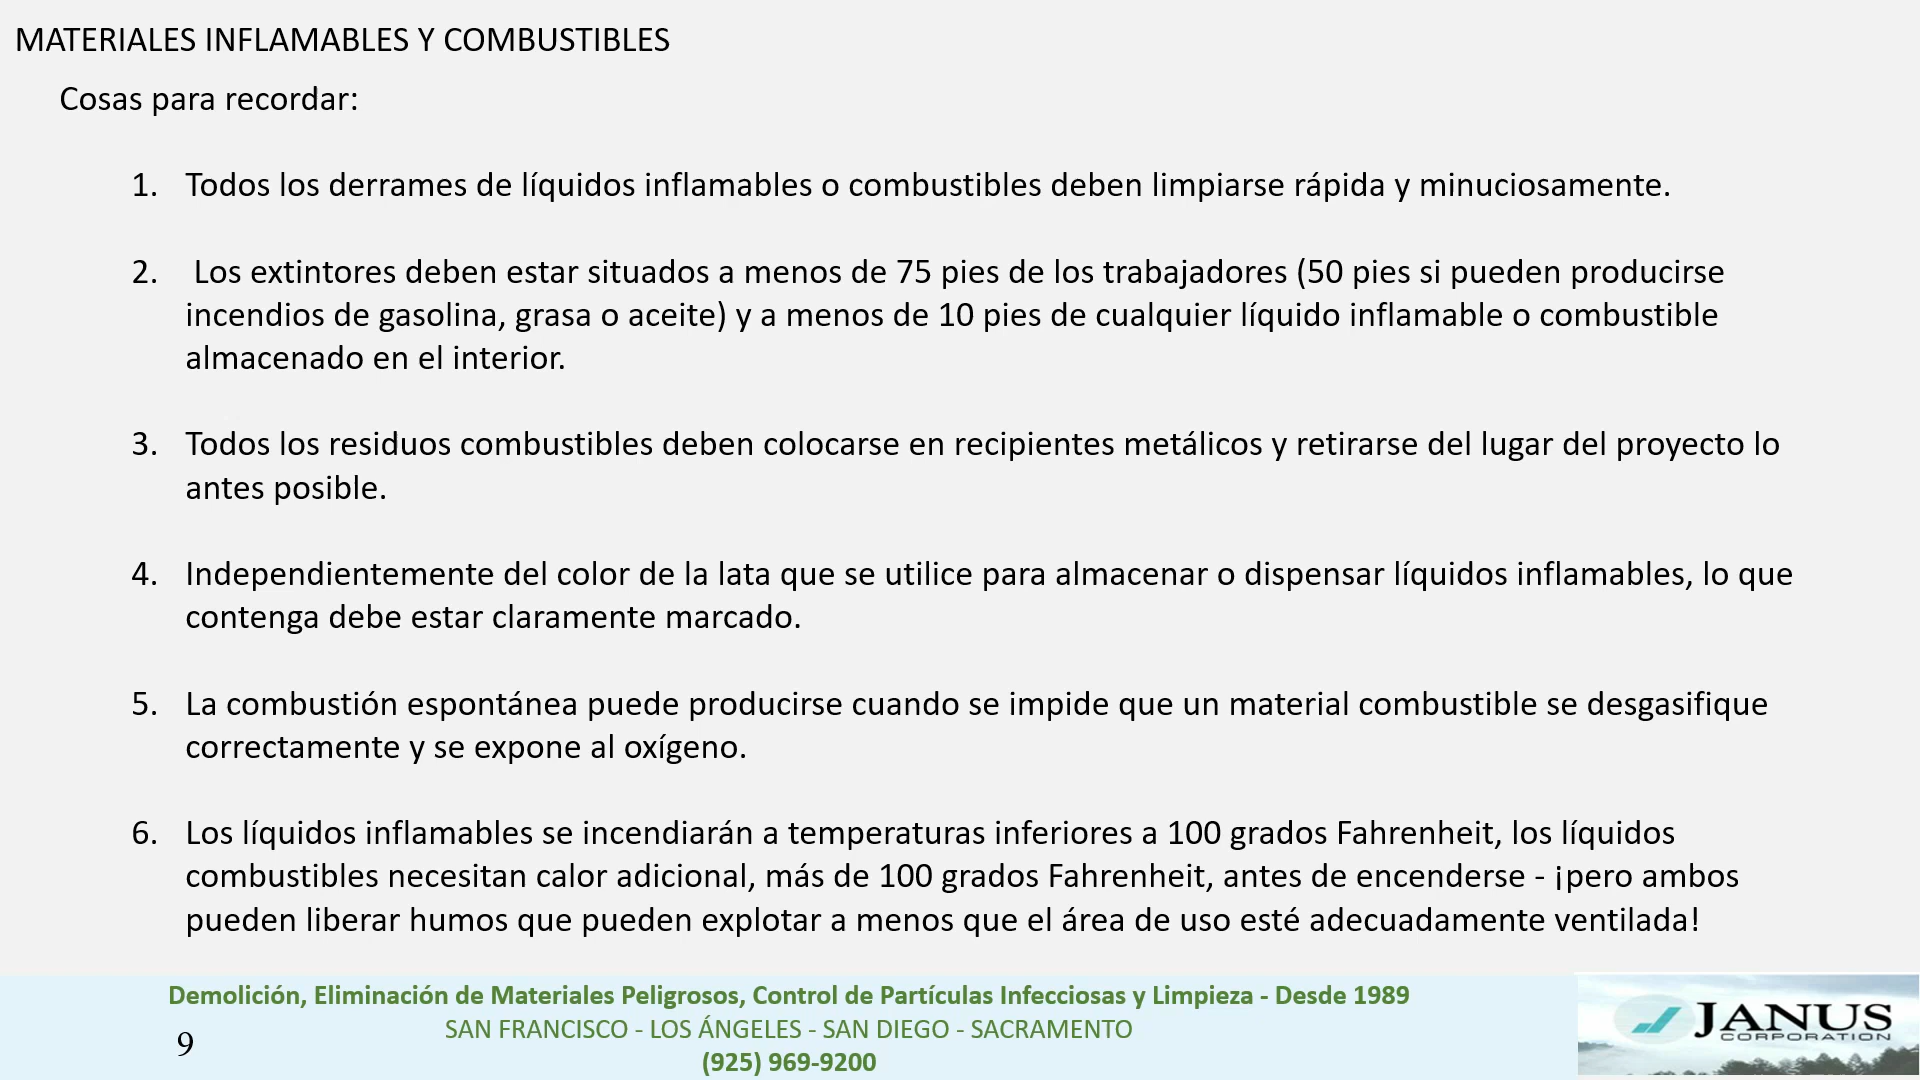 MATERIALES INFLAMABLES Y COMBUSTIBLES
Cosas para recordar:
1. Todos los derrames de líquidos inflamables o combustibles deben limpiarse rápida y minuciosamente.
2. Los extintores deben estar situados a menos de 75 pies de los trabajadores (50 pies si pueden producirse
incendios de gasolina, grasa o aceite) y a menos de 10 pies de cualquier líquido inflamable o combustible
almacenado en el interior.
3. Todos los residuos combustibles deben colocarse en recipientes metálicos y retirarse del lugar del proyecto lo
antes posible.
4. Independientemente del color de la lata que se utilice para almacenar o dispensar líquidos inflamables, lo que
contenga debe estar claramente marcado.
5. La combustión espontánea puede producirse cuando se impide que un material combustible se desgasifique
correctamente y se expone al oxígeno.
6. Los líquidos inflamables se incendiarán a temperaturas inferiores a 100 grados Fahrenheit, los líquidos
combustibles necesitan calor adicional, más de 100 grados Fahrenheit, antes de encenderse - ¡pero ambos
pueden liberar humos que pueden explotar a menos que el área de uso esté adecuadamente ventilada!
Demolición, Eliminación de Materiales Peligrosos, Control de Partículas Infecciosas y Limpieza - Desde 1989
SAN FRANCISCO - LOS ÁNGELES - SAN DIEGO - SACRAMENTO
(925) 969-9200
9
JANUS
CORPORATION